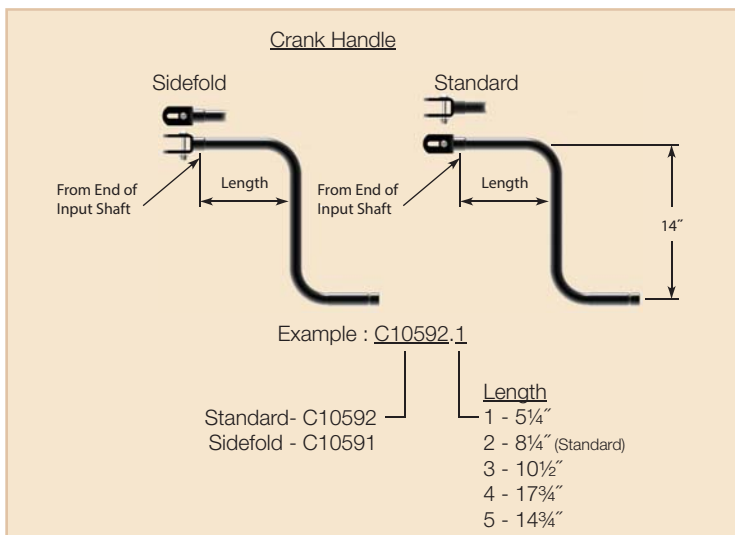 Crank Handle
Sidefold
Standard
From End of
Input Shaft
Length
From End of
Input Shaft
Length
14″
Example : C10592.1
Standard- C10592
Sidefold - C10591
Length
1 - 5¼″
2 - 8¼″ (Standard)
3 - 10½″
4 - 17¾″
5 - 14¾″